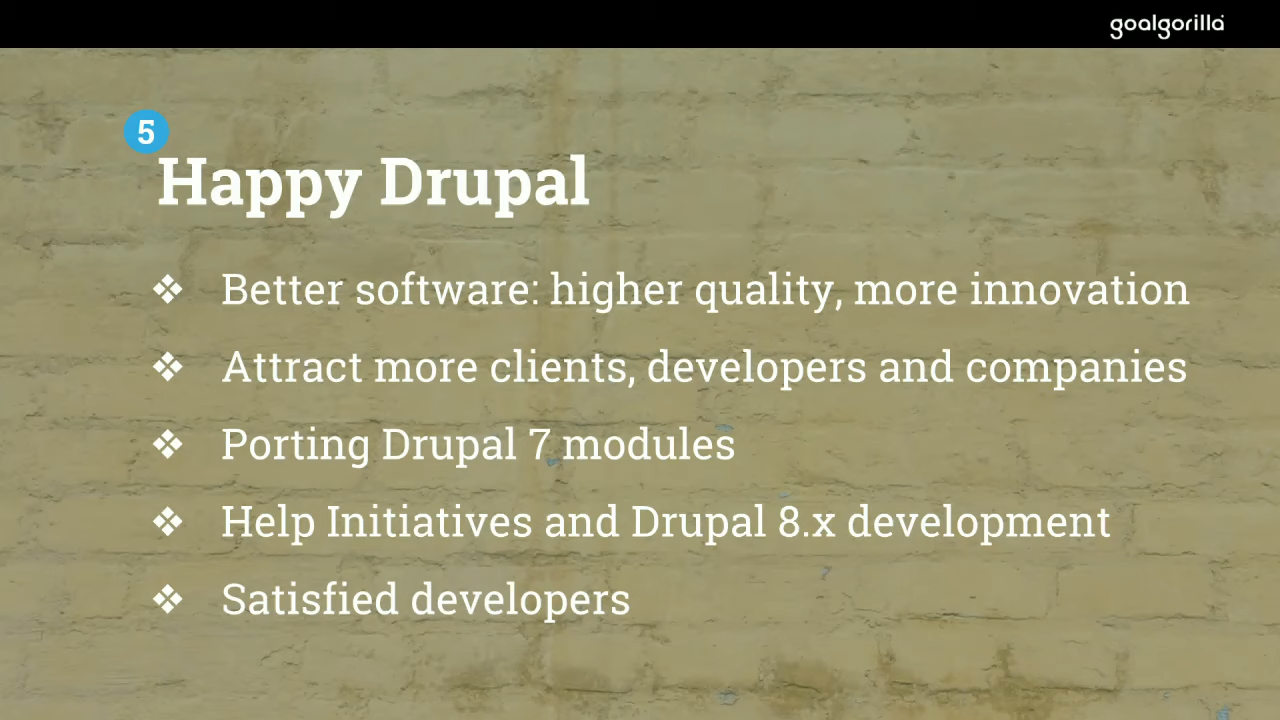 goalgorilla
5
Happy Drupal
❖ Better software: higher quality, more innovation
❖ Attract more clients, developers and companies
❖ Porting Drupal 7 modules
❖ Help Initiatives and Drupal 8.x development
❖ Satisfied developers